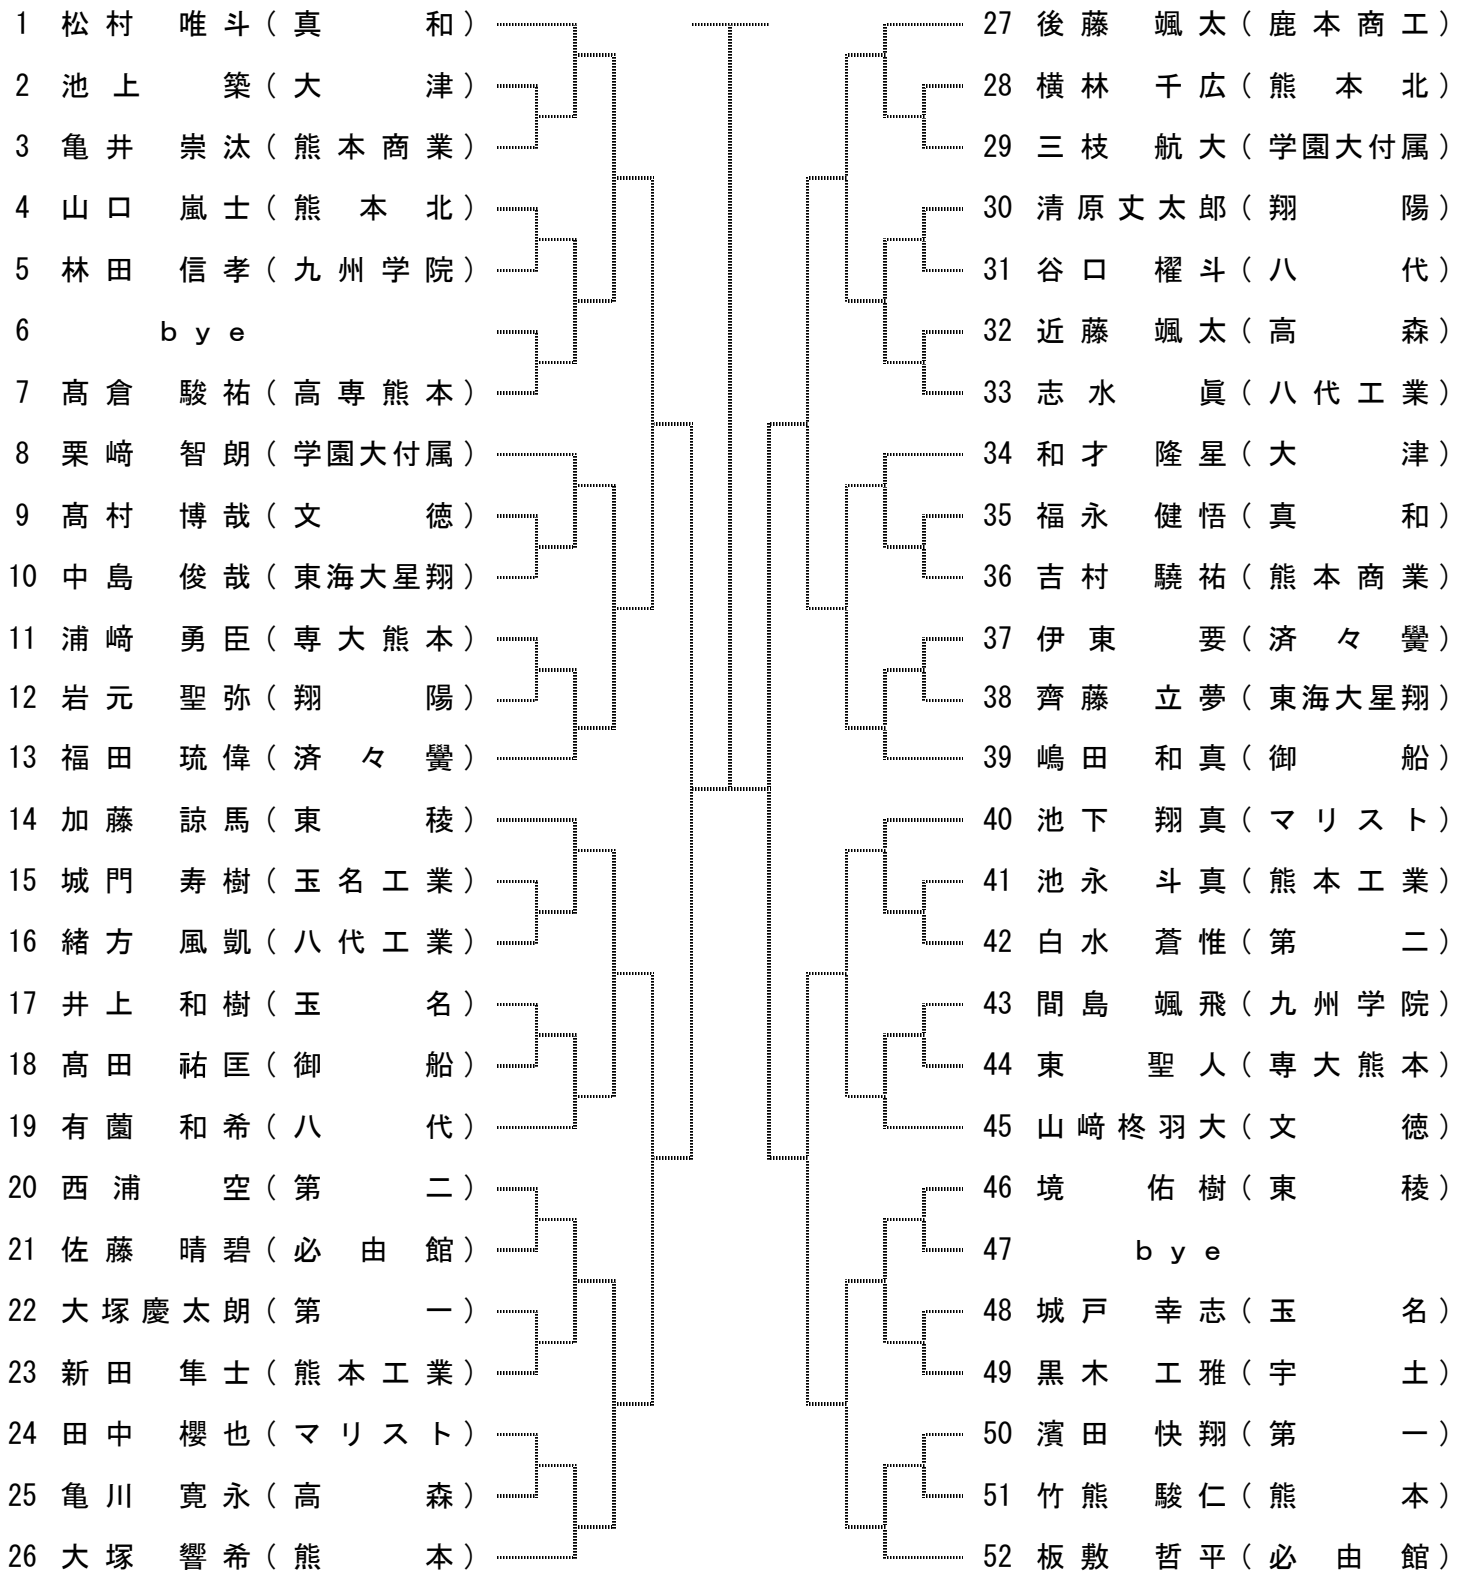 1 松村 唯斗(真 和)
2 池上 築(大 津)
3 亀井 崇汰(熊本商業)
4 山口 嵐士(熊 本 北)
5 林田 信孝(九州学院)
6 bye
7 髙倉 駿祐(高専熊本)
8 栗﨑 智朗(学園大付属)
9 髙村 博哉(文 徳)
10 中島 俊哉(東海大星翔)
11 浦﨑 勇臣(専大熊本)
12 岩元 聖弥(翔 陽)
13 福田 琉偉(済 々 黌)
14 加藤 諒馬(東 稜)
15 城門 寿樹(玉名工業)
16 緒方 風凱(八代工業)
17 井上 和樹(玉 名)
18 髙田 祐匡(御 船)
19 有薗 和希(八 代)
20 西浦 空(第 二)
21 佐藤 晴碧(必 由 館)
22 大塚慶太朗(第 一)
23 新田 隼士(熊本工業)
24 田中 櫻也(マリスト)
25 亀川 寛永(高 森)
26 大塚 響希(熊 本)
27 後藤 颯太(鹿本商工)
28 横林 千広(熊 本 北)
29 三枝 航大(学園大付属)
30 清原丈太郎(翔 陽)
31 谷口 櫂斗(八 代)
32 近藤 颯太(高 森)
33 志水 眞(八代工業)
34 和才 隆星(大 津)
35 福永 健悟(真 和)
36 吉村 驍祐(熊本商業)
37 伊東 要(済 々 黌)
38 齊藤 立夢(東海大星翔)
39 嶋田 和真(御 船)
40 池下 翔真(マリスト)
41 池永 斗真(熊本工業)
42 白水 蒼惟(第 二)
43 間島 颯飛(九州学院)
44 東 聖人(専大熊本)
45 山﨑柊羽大(文 徳)
46 境 佑樹(東 稜)
47 bye
48 城戸 幸志(玉 名)
49 黒木 工雅(宇 土)
50 濱田 快翔(第 一)
51 竹熊 駿仁(熊 本)
52 板敷 哲平(必 由 館)